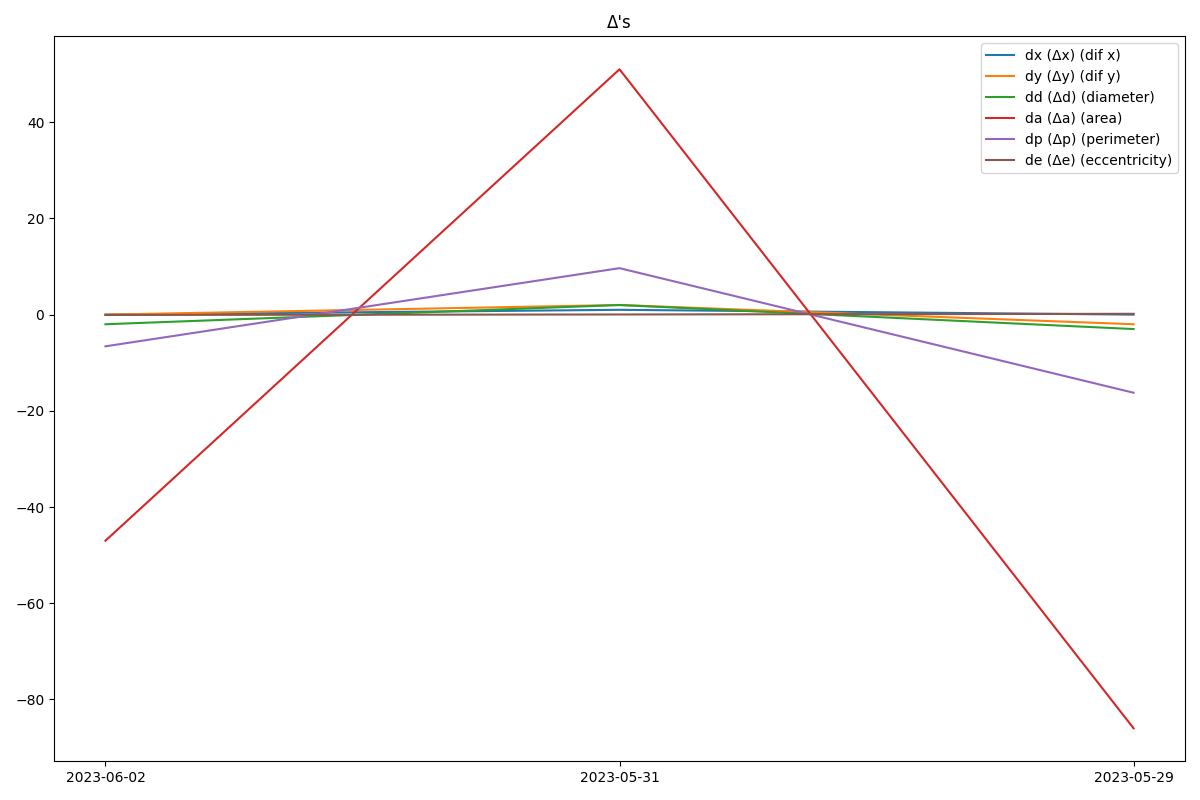 Δ's
dx (Δx) (dif x)
dy (Δy) (dif y)
dd (Δd) (diameter)
da (Δa) (area)
dp (Δp) (perimeter)
de (Δe) (eccentricity)
40
20
0
−20
−40
−60
−80
2023-06-02 2023-05-31 2023-05-29